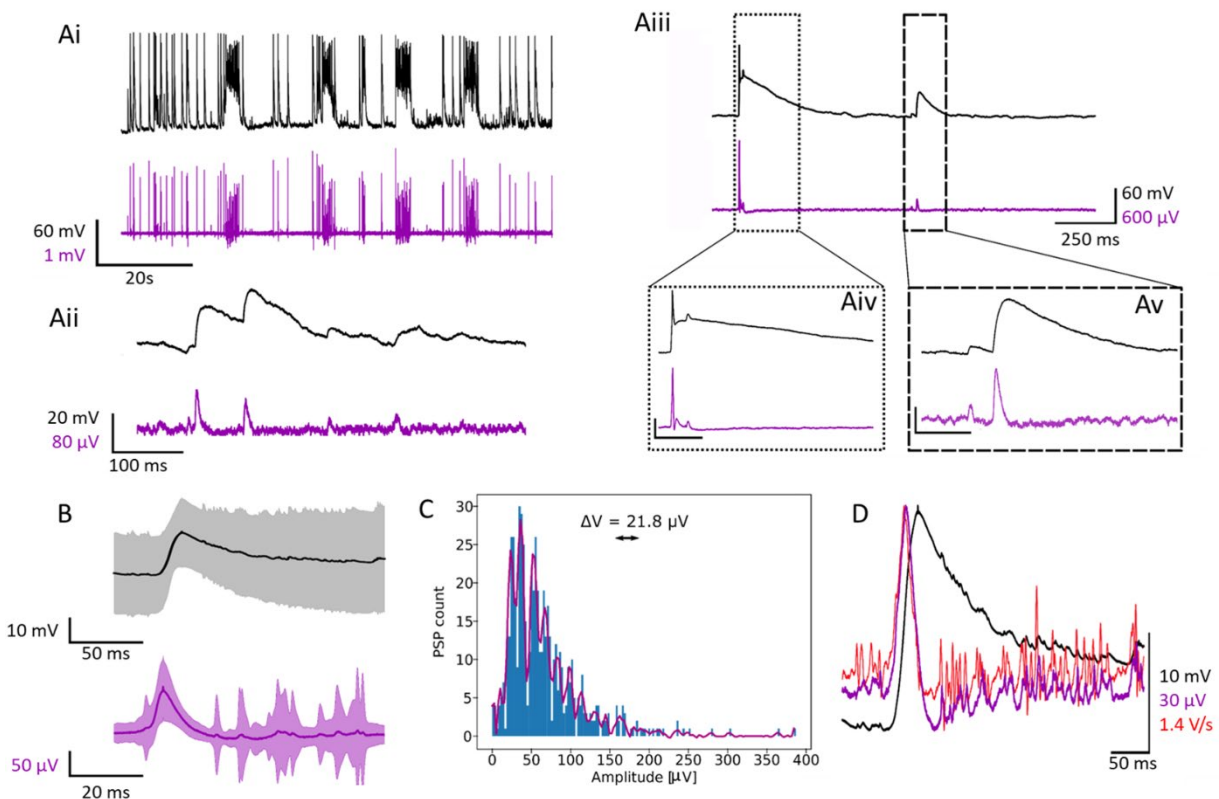 Ai
60 mV
1 mV
20s
Aii
20 mV
80 µV
100 ms
Aiii
60 mV
600 µV
250 ms
Aiv
Av
B
10 mV
50 ms
50 µV
20 ms
C
ΔV = 21.8 µV
PSP count
30
25
20
15
10
5
0
0 50 100 150 200 250 300 350 400
Amplitude [µV]
D
10 mV
30 µV
1.4 V/s
50 ms